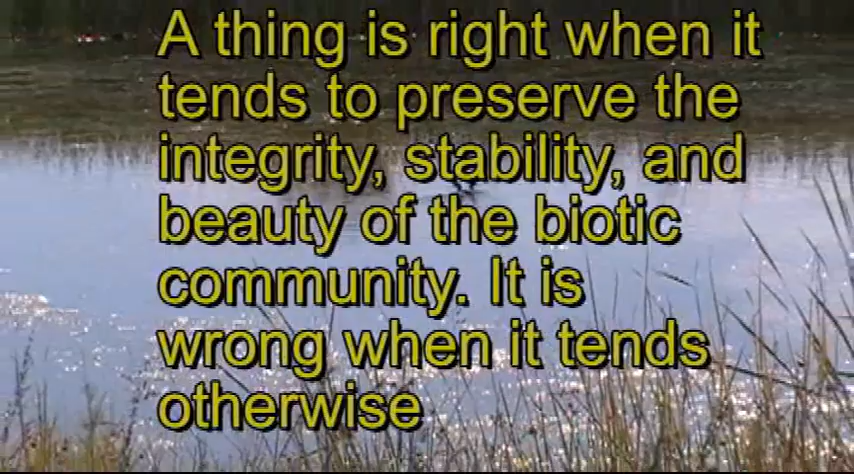 A thing is right when it
tends to preserve the
integrity, stability, and
beauty of the biotic
community. It is
wrong when it tends
otherwise